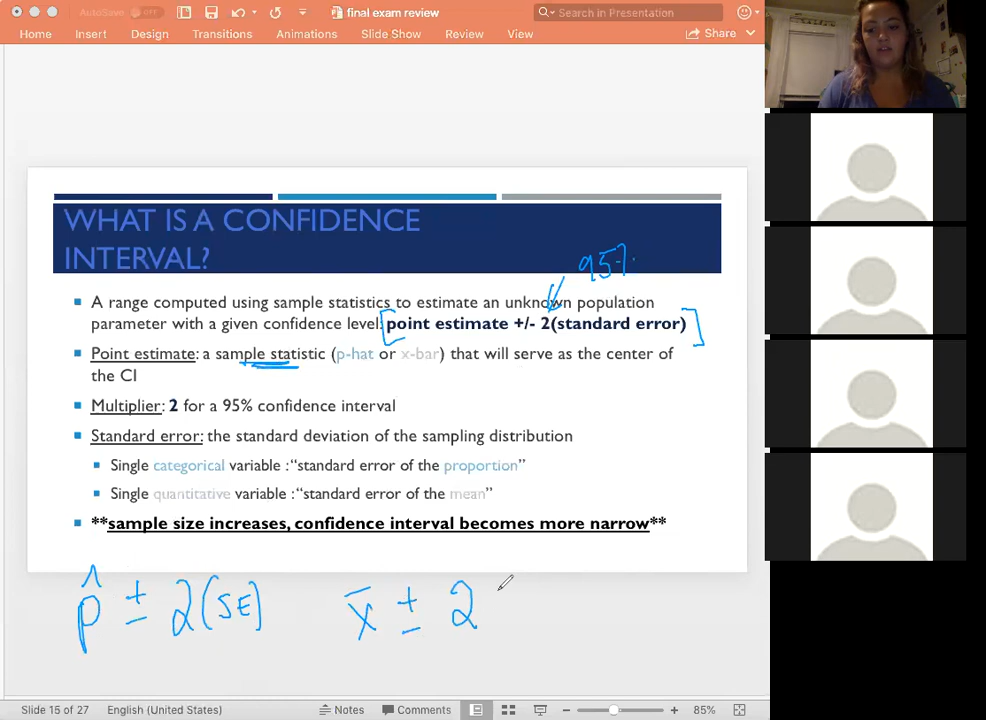 AutoSave OFF final exam review Search in Presentation
Home Insert Design Transitions Animations Slide Show Review View Share
WHAT IS A CONFIDENCE
INTERVAL?
95%
A range computed using sample statistics to estimate an unknown population
parameter with a given confidence level: point estimate +/- 2(standard error)
Point estimate: a sample statistic (p-hat or x-bar) that will serve as the center of
the CI
Multiplier: 2 for a 95% confidence interval
Standard error: the standard deviation of the sampling distribution
Single categorical variable :“standard error of the proportion”
Single quantitative variable :“standard error of the mean”
**sample size increases, confidence interval becomes more narrow**
p̂ ± 2(SE) x̄ ± 2
Slide 15 of 27 English (United States) Notes Comments 85%